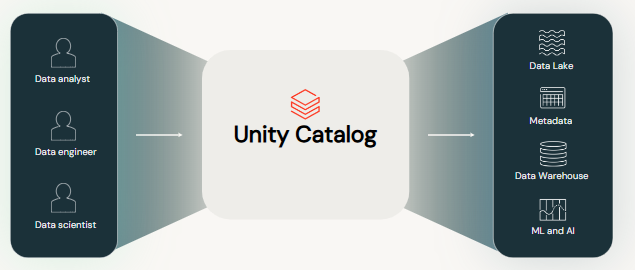 Data analyst
Data engineer
Data scientist
Unity Catalog
Data Lake
Metadata
Data Warehouse
ML and AI